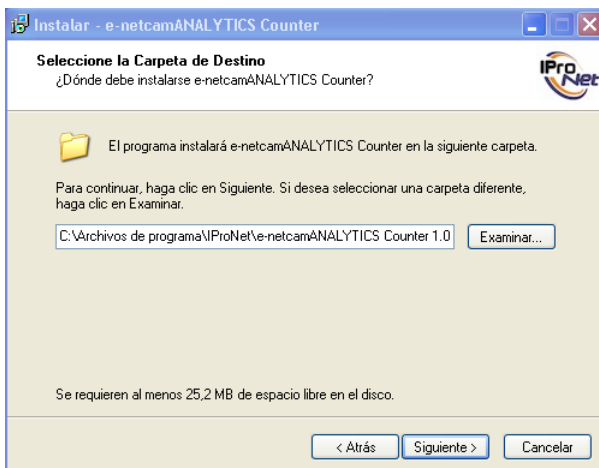 Instalar - e-netcamANALYTICS Counter
Seleccione la Carpeta de Destino
¿Dónde debe instalarse e-netcamANALYTICS Counter?
IProNet
El programa instalará e-netcamANALYTICS Counter en la siguiente carpeta.
Para continuar, haga clic en Siguiente. Si desea seleccionar una carpeta diferente,
haga clic en Examinar.
C:\Archivos de programa\IProNet\e-netcamANALYTICS Counter 1.0
Examinar...
Se requieren al menos 25,2 MB de espacio libre en el disco.
< Atrás
Siguiente >
Cancelar